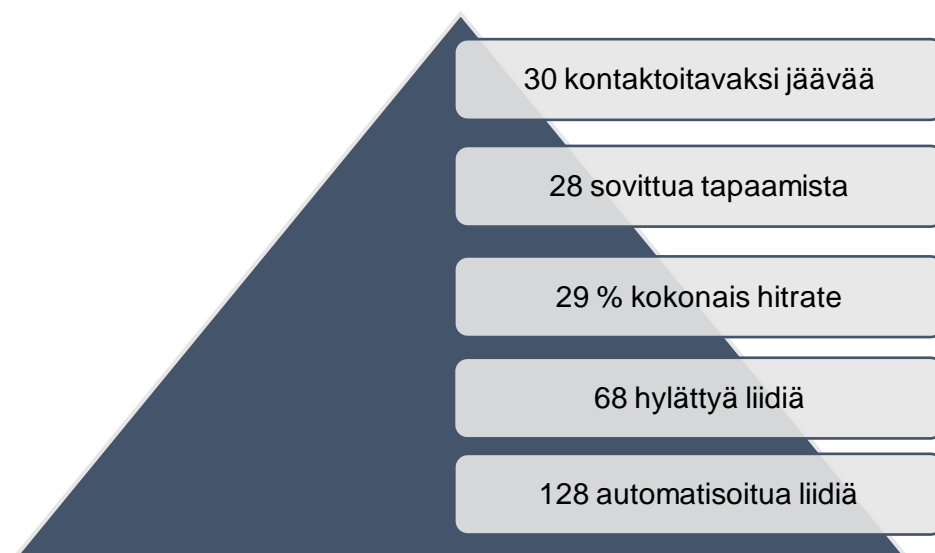 30 kontaktoitavaksi jäävää
28 sovittua tapaamista
29 % kokonais hitrate
68 hylättyä liidiä
128 automatisoitua liidiä